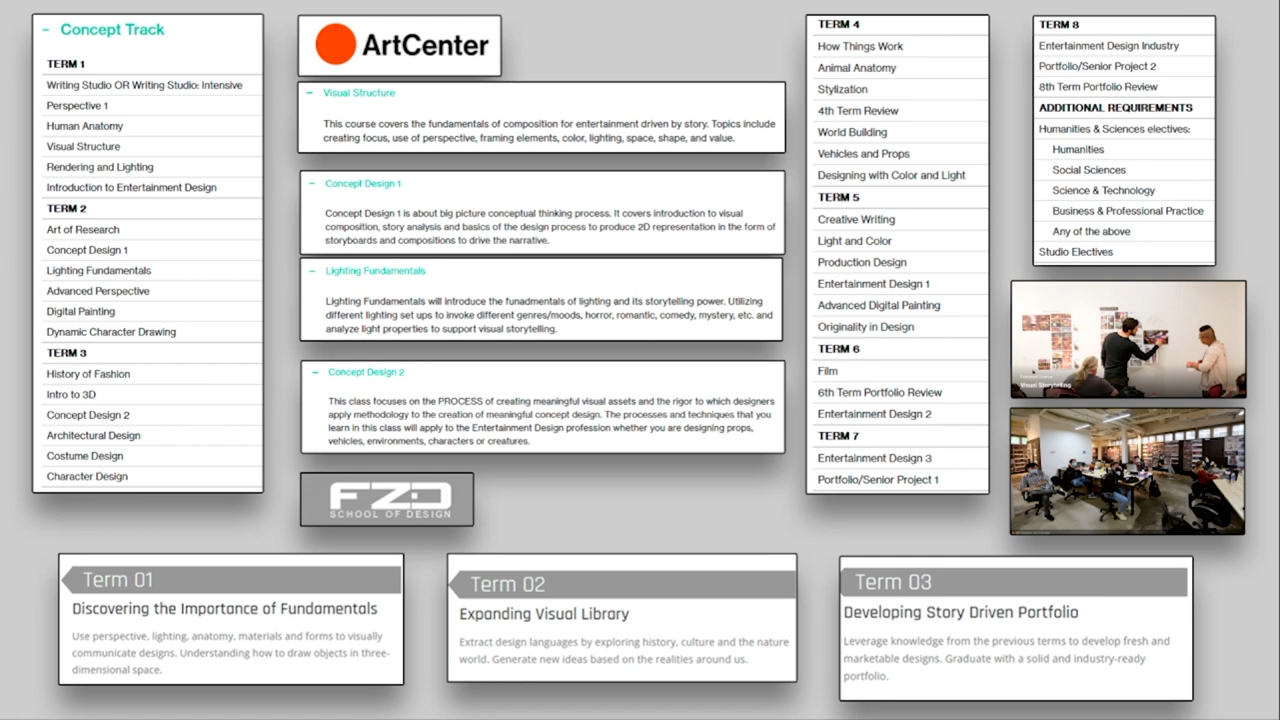 – Concept Track
TERM 1
Writing Studio OR Writing Studio: Intensive
Perspective 1
Human Anatomy
Visual Structure
Rendering and Lighting
Introduction to Entertainment Design
TERM 2
Art of Research
Concept Design 1
Lighting Fundamentals
Advanced Perspective
Digital Painting
Dynamic Character Drawing
TERM 3
History of Fashion
Intro to 3D
Concept Design 2
Architectural Design
Costume Design
Character Design
ArtCenter
– Visual Structure
This course covers the fundamentals of composition for entertainment driven by story. Topics include
creating focus, use of perspective, framing elements, color, lighting, space, shape, and value.
– Concept Design 1
Concept Design 1 is about big picture conceptual thinking process. It covers introduction to visual
composition, story analysis and basics of the design process to produce 2D representation in the form of
storyboards and compositions to drive the narrative.
– Lighting Fundamentals
Lighting Fundamentals will introduce the funadmentals of lighting and its storytelling power. Utilizing
different lighting set ups to invoke different genres/moods, horror, romantic, comedy, mystery, etc. and
analyze light properties to support visual storytelling.
– Concept Design 2
This class focuses on the PROCESS of creating meaningful visual assets and the rigor to which designers
apply methodology to the creation of meaningful concept design. The processes and techniques that you
learn in this class will apply to the Entertainment Design profession whether you are designing props,
vehicles, environments, characters or creatures.
TERM 4
How Things Work
Animal Anatomy
Stylization
4th Term Review
World Building
Vehicles and Props
Designing with Color and Light
TERM 5
Creative Writing
Light and Color
Production Design
Entertainment Design 1
Advanced Digital Painting
Originality in Design
TERM 6
Film
6th Term Portfolio Review
Entertainment Design 2
TERM 7
Entertainment Design 3
Portfolio/Senior Project 1
TERM 8
Entertainment Design Industry
Portfolio/Senior Project 2
8th Term Portfolio Review
ADDITIONAL REQUIREMENTS
Humanities & Sciences electives:
Humanities
Social Sciences
Science & Technology
Business & Professional Practice
Any of the above
Studio Electives
Visual Storytelling
FZD
SCHOOL OF DESIGN
Term 01
Discovering the Importance of Fundamentals
Use perspective, lighting, anatomy, materials and forms to visually
communicate designs. Understanding how to draw objects in three-
dimensional space.
Term 02
Expanding Visual Library
Extract design languages by exploring history, culture and the nature
world. Generate new ideas based on the realities around us.
Term 03
Developing Story Driven Portfolio
Leverage knowledge from the previous terms to develop fresh and
marketable designs. Graduate with a solid and industry-ready
portfolio.